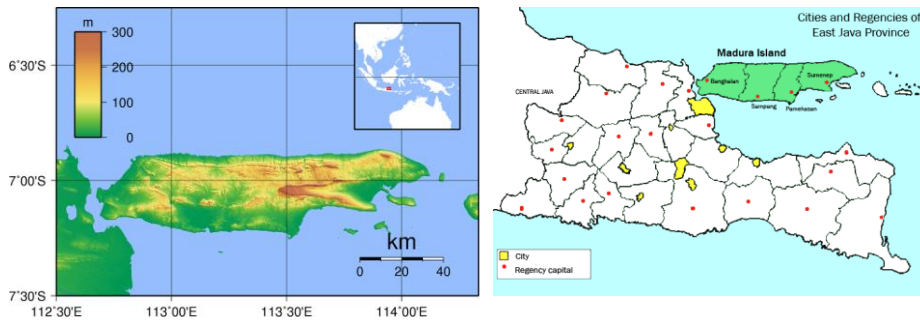 m
300
200
100
0
6°30'S
7°00'S
7°30'S
112°30'E
113°00'E
113°30'E
114°00'E
km
0
20
40
Cities and Regencies of
East Java Province
Madura Island
Bangkalan
Sumenep
Sampang
Pamekasan
CENTRAL JAVA
City
Regency capital